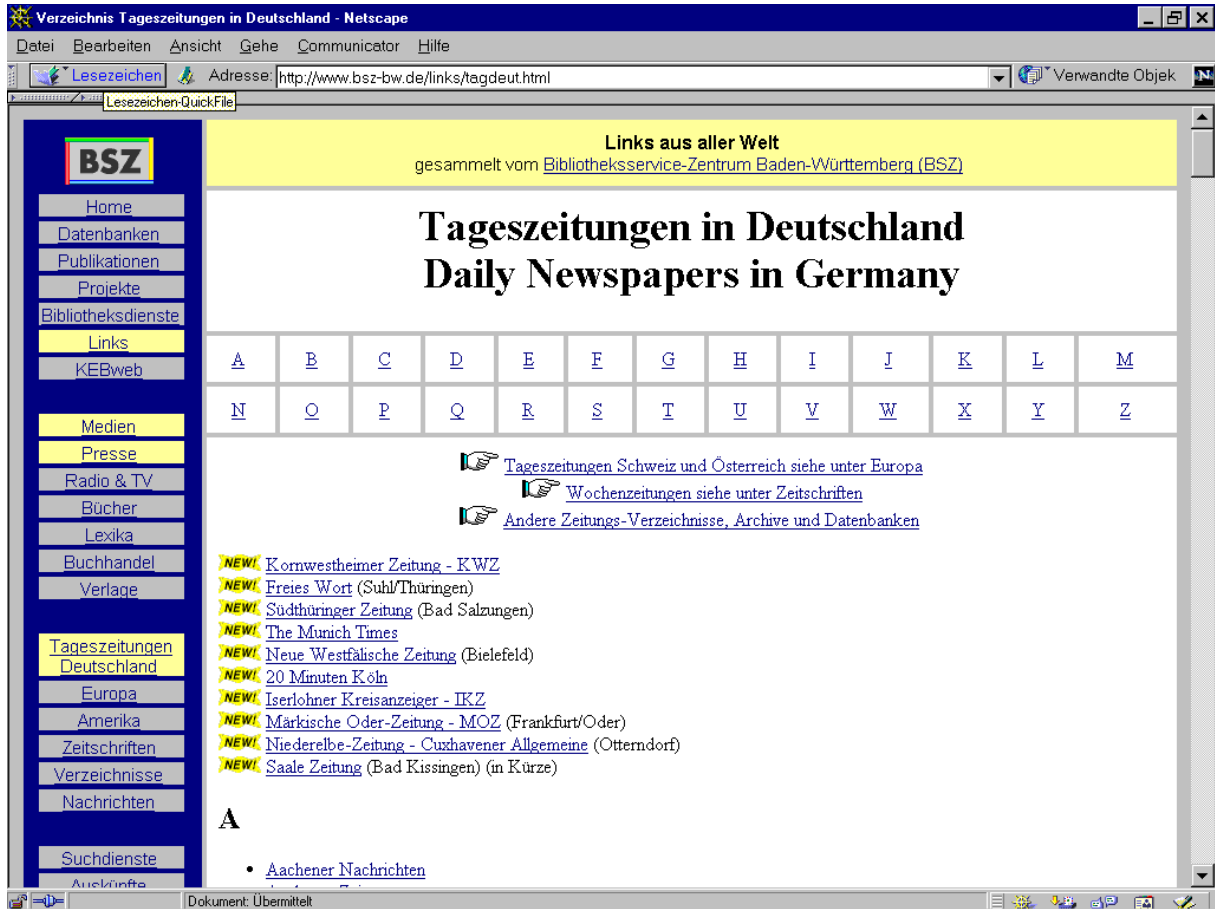 Verzeichnis Tageszeitungen in Deutschland - Netscape
Datei Bearbeiten Ansicht Gehe Communicator Hilfe
Lesezeichen Adresse: http://www.bsz-bw.de/links/tagdeut.html Verwandte Objek N
Lesezeichen-QuickFile
BSZ
Home
Datenbanken
Publikationen
Projekte
Bibliotheksdienste
Links
KEBweb
Medien
Presse
Radio & TV
Bücher
Lexika
Buchhandel
Verlage
Tageszeitungen
Deutschland
Europa
Amerika
Zeitschriften
Verzeichnisse
Nachrichten
Suchdienste
Auskünfte
Links aus aller Welt
gesammelt vom Bibliotheksservice-Zentrum Baden-Württemberg (BSZ)
Tageszeitungen in Deutschland
Daily Newspapers in Germany
A B C D E F G H I J K L M
N O P Q R S T U V W X Y Z
Tageszeitungen Schweiz und Österreich siehe unter Europa
Wochenzeitungen siehe unter Zeitschriften
Andere Zeitungs-Verzeichnisse, Archive und Datenbanken
NEW! Kornwestheimer Zeitung - KWZ
NEW! Freies Wort (Suhl/Thüringen)
NEW! Südthüringer Zeitung (Bad Salzungen)
NEW! The Munich Times
NEW! Neue Westfälische Zeitung (Bielefeld)
NEW! 20 Minuten Köln
NEW! Iserlohner Kreisanzeiger - IKZ
NEW! Märkische Oder-Zeitung - MOZ (Frankfurt/Oder)
NEW! Niederelbe-Zeitung - Cuxhavener Allgemeine (Otterndorf)
NEW! Saale Zeitung (Bad Kissingen) (in Kürze)
A
• Aachener Nachrichten
Dokument: Übermittelt